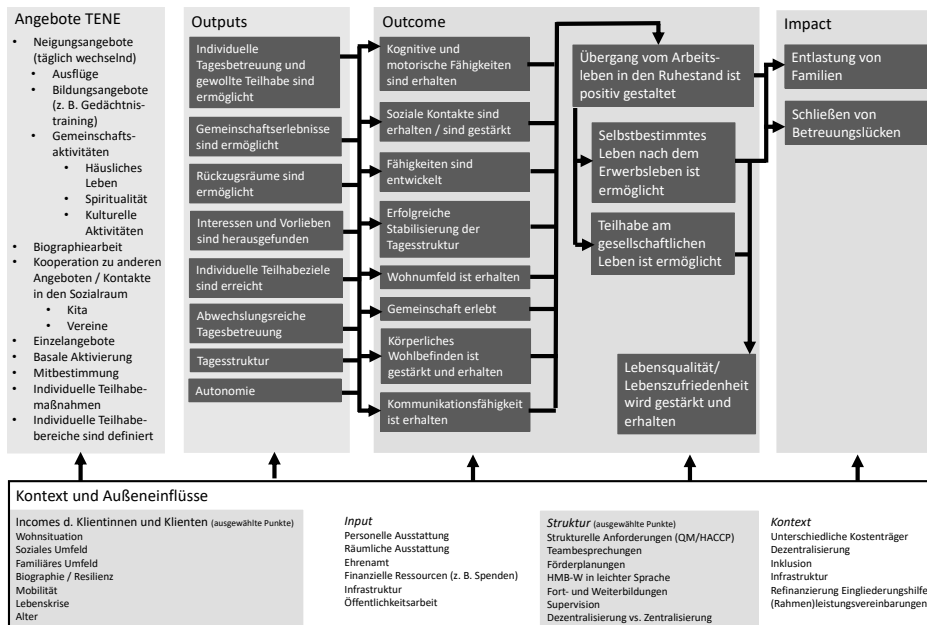 Angebote TENE
• Neigungsangebote
(täglich wechselnd)
• Ausflüge
• Bildungsangebote
(z. B. Gedächtnis-
training)
• Gemeinschafts-
aktivitäten
• Häusliches
Leben
• Spiritualität
• Kulturelle
Aktivitäten
• Biographiearbeit
• Kooperation zu anderen
Angeboten / Kontakte
in den Sozialraum
• Kita
• Vereine
• Einzelangebote
• Basale Aktivierung
• Mitbestimmung
• Individuelle Teilhabe-
maßnahmen
• Individuelle Teilhabe-
bereiche sind definiert
Outputs
Individuelle
Tagesbetreuung und
gewollte Teilhabe sind
ermöglicht
Gemeinschaftserlebnisse
sind ermöglicht
Rückzugsräume sind
ermöglicht
Interessen und Vorlieben
sind herausgefunden
Individuelle Teilhabeziele
sind erreicht
Abwechslungsreiche
Tagesbetreuung
Tagesstruktur
Autonomie
Outcome
Kognitive und
motorische Fähigkeiten
sind erhalten
Soziale Kontakte sind
erhalten / sind gestärkt
Fähigkeiten sind
entwickelt
Erfolgreiche
Stabilisierung der
Tagesstruktur
Wohnumfeld ist erhalten
Gemeinschaft erlebt
Körperliches
Wohlbefinden ist
gestärkt und erhalten
Kommunikationsfähigkeit
ist erhalten
Übergang vom Arbeits-
leben in den Ruhestand ist
positiv gestaltet
Selbstbestimmtes
Leben nach dem
Erwerbsleben ist
ermöglicht
Teilhabe am
gesellschaftlichen
Leben ist ermöglicht
Lebensqualität/
Lebenszufriedenheit
wird gestärkt und
erhalten
Impact
Entlastung von
Familien
Schließen von
Betreuungslücken
Kontext und Außeneinflüsse
Incomes d. Klientinnen und Klienten (ausgewählte Punkte)
Wohnsituation
Soziales Umfeld
Familiäres Umfeld
Biographie / Resilienz
Mobilität
Lebenskrise
Alter
Input
Personelle Ausstattung
Räumliche Ausstattung
Ehrenamt
Finanzielle Ressourcen (z. B. Spenden)
Infrastruktur
Öffentlichkeitsarbeit
Struktur (ausgewählte Punkte)
Strukturelle Anforderungen (QM/HACCP)
Teambesprechungen
Förderplanungen
HMB-W in leichter Sprache
Fort- und Weiterbildungen
Supervision
Dezentralisierung vs. Zentralisierung
Kontext
Unterschiedliche Kostenträger
Dezentralisierung
Inklusion
Infrastruktur
Refinanzierung Eingliederungshilfe
(Rahmen)leistungsvereinbarungen